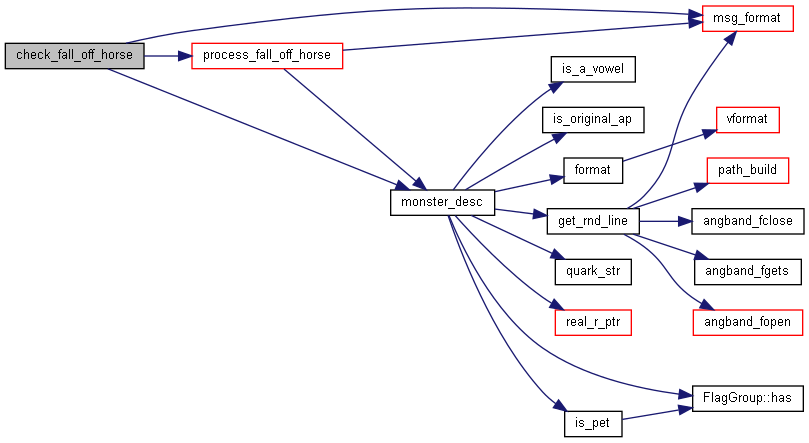 msg_format
check_fall_off_horse
process_fall_off_horse
is_a_vowel
is_original_ap
vformat
format
path_build
monster_desc
get_rnd_line
angband_fclose
quark_str
angband_fgets
real_r_ptr
angband_fopen
FlagGroup::has
is_pet